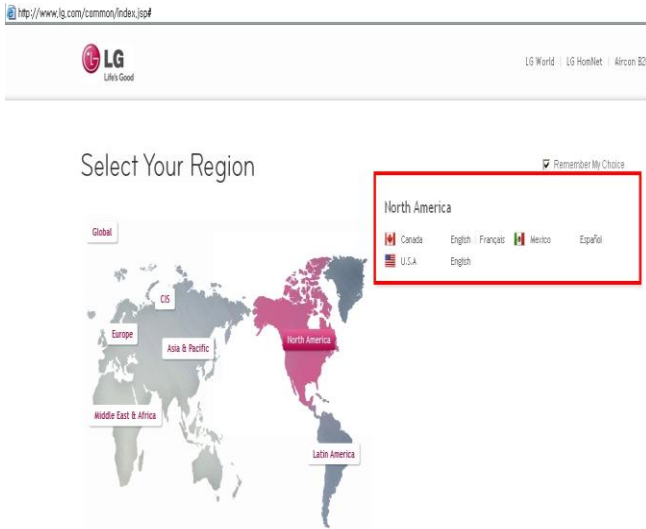 http://www.lg.com/common/index.jsp#
LG
Life's Good
LG World | LG HomNet | Aircon B2
Select Your Region
Remember My Choice
North America
Canada English | Français Mexico Español
U.S.A English
Global
CIS
Europe
Asia & Pacific
North America
Middle East & Africa
Latin America